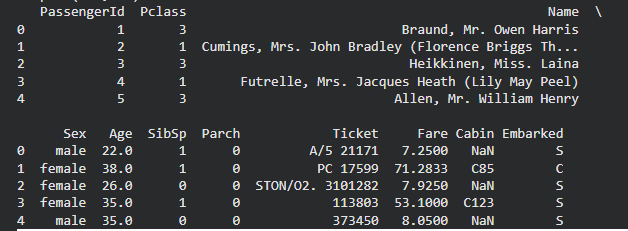 PassengerId Pclass Name \
0 1 3 Braund, Mr. Owen Harris
1 2 1 Cumings, Mrs. John Bradley (Florence Briggs Th...
2 3 3 Heikkinen, Miss. Laina
3 4 1 Futrelle, Mrs. Jacques Heath (Lily May Peel)
4 5 3 Allen, Mr. William Henry
Sex Age SibSp Parch Ticket Fare Cabin Embarked
0 male 22.0 1 0 A/5 21171 7.2500 NaN S
1 female 38.0 1 0 PC 17599 71.2833 C85 C
2 female 26.0 0 0 STON/O2. 3101282 7.9250 NaN S
3 female 35.0 1 0 113803 53.1000 C123 S
4 male 35.0 0 0 373450 8.0500 NaN S